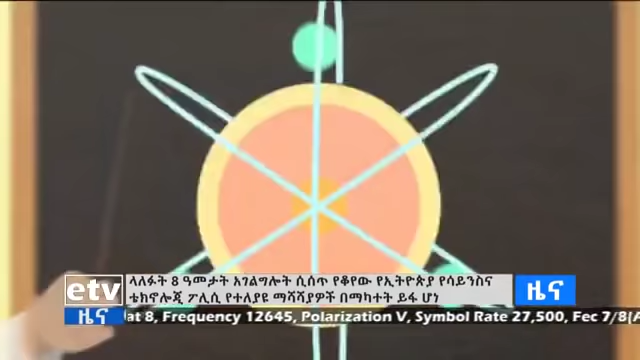 ላለፉት 8 ዓመታት አገልግሎት ሲሰጥ የቆየው የኢትዮጵያ የሳይንስና
ቴክኖሎጂ ፖሊሲ የተለያዩ ማሻሻያዎች በማካተት ይፋ ሆነ
etv
ዜና
ዜና
at 8, Frequency 12645, Polarization V, Symbol Rate 27,500, Fec 7/8(A